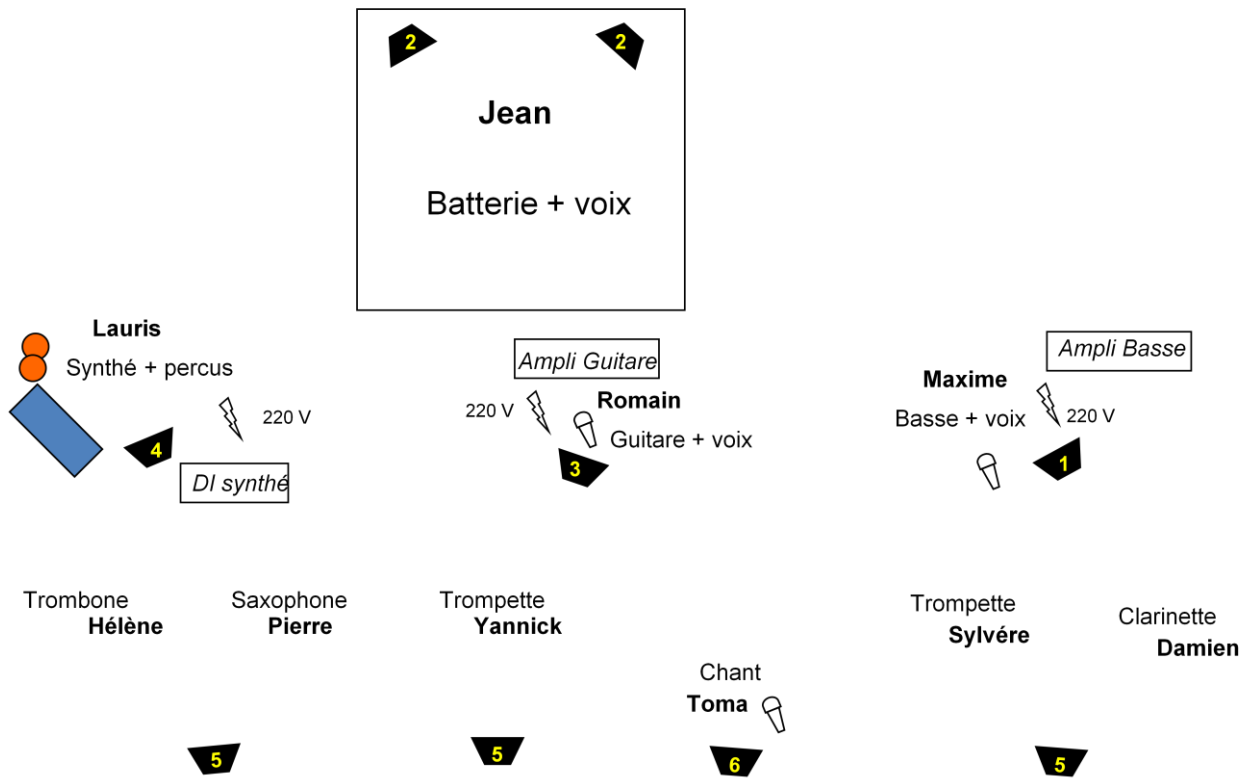 2
2
Jean
Batterie + voix
Lauris
Synthé + percus
220 V
4
DI synthé
Ampli Guitare
220 V
Romain
Guitare + voix
3
Ampli Basse
Maxime
Basse + voix
220 V
1
Trombone
Hélène
Saxophone
Pierre
Trompette
Yannick
Trompette
Sylvére
Clarinette
Damien
Chant
Toma
5
5
6
5